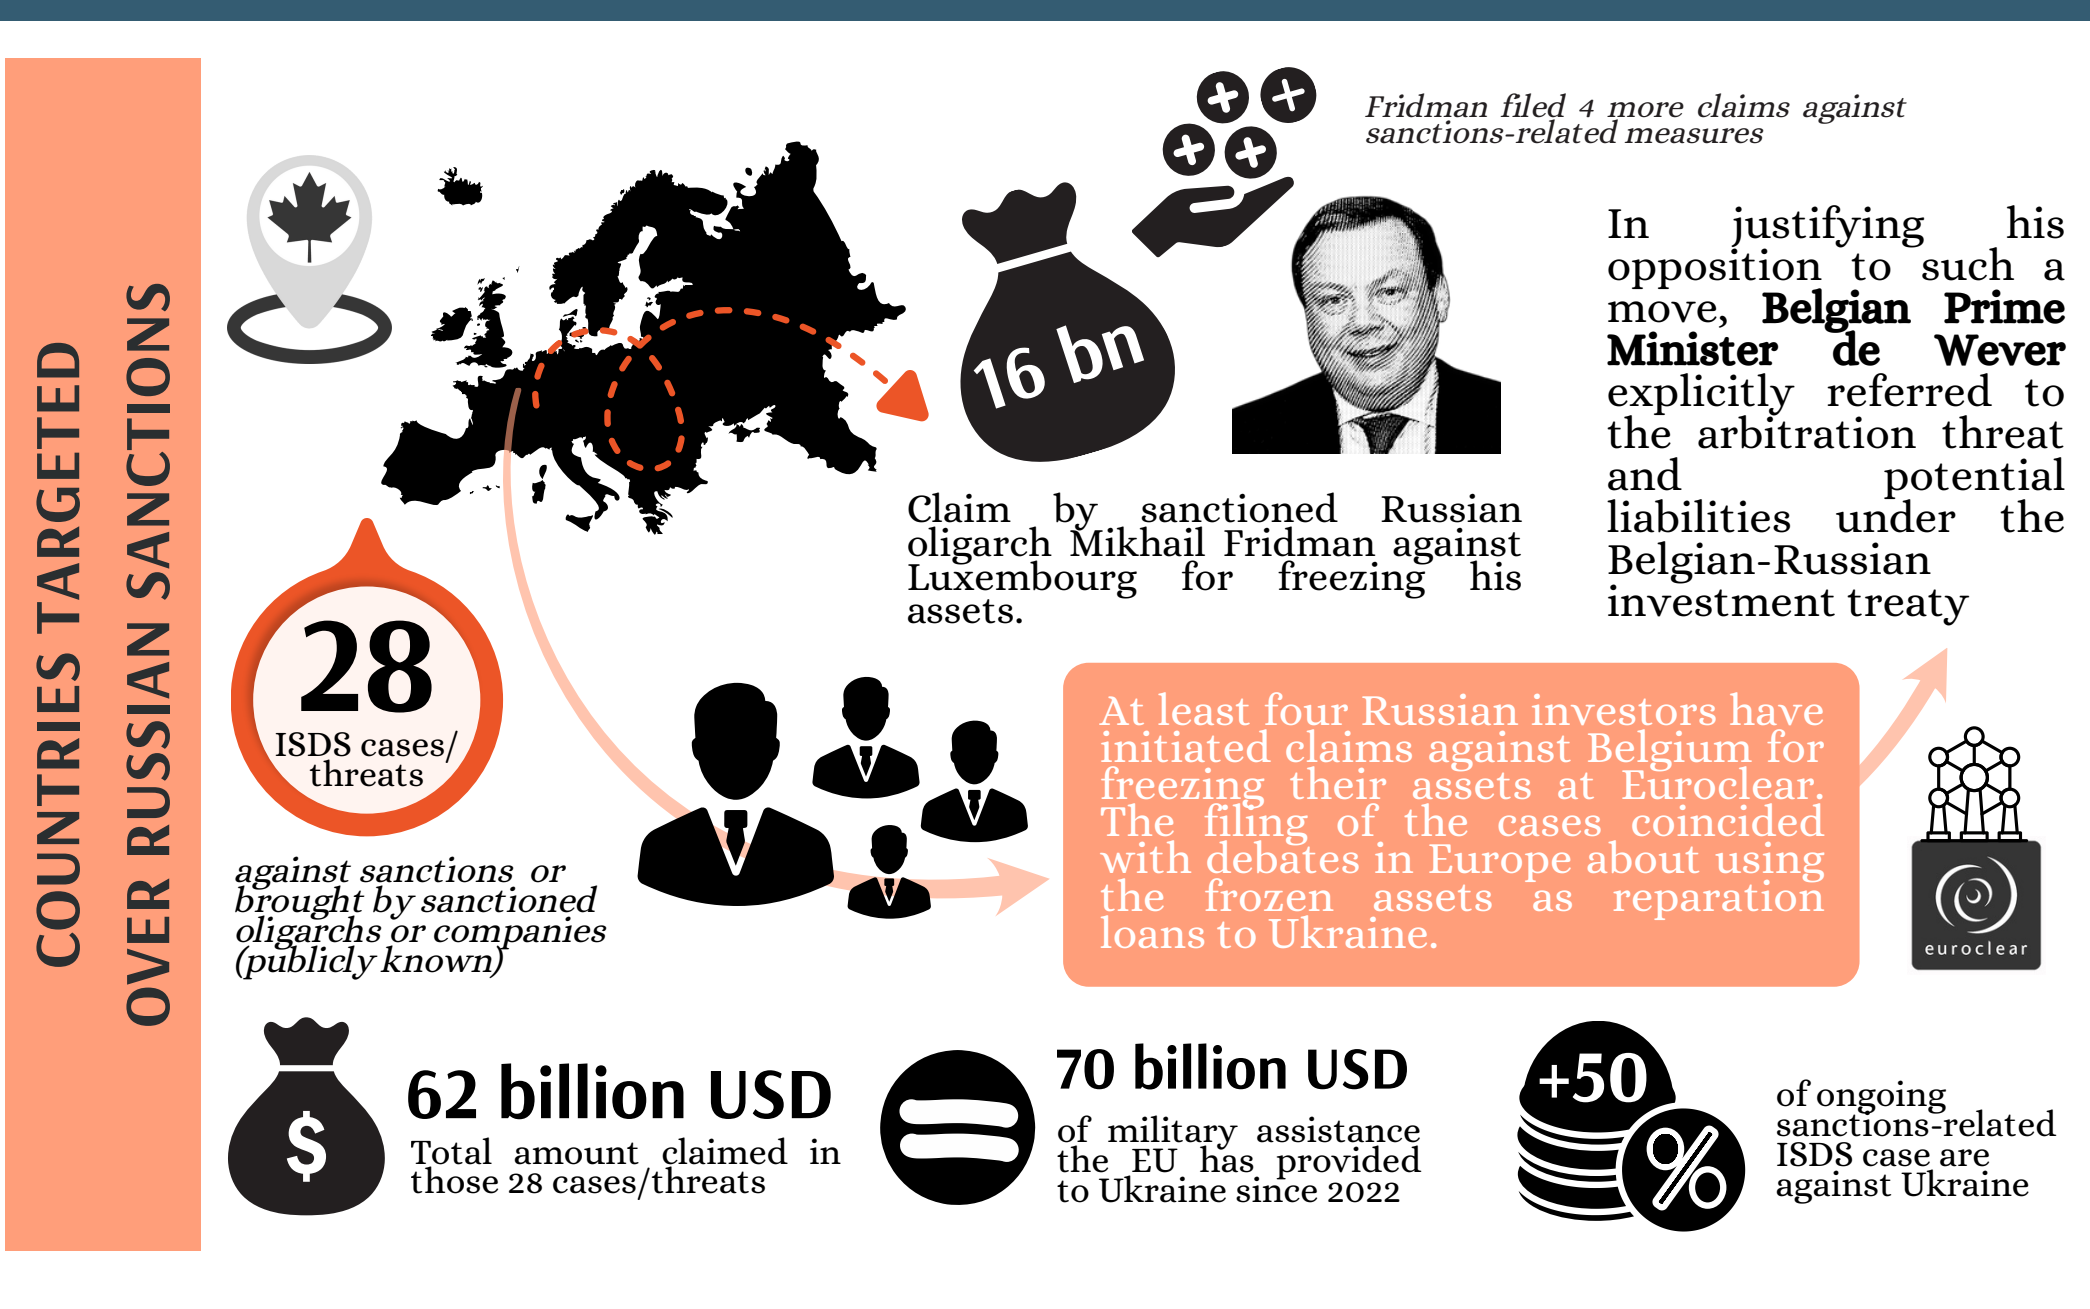 COUNTRIES TARGETED
OVER RUSSIAN SANCTIONS
Fridman filed 4 more claims against
sanctions-related measures
16 bn
Claim by sanctioned Russian
oligarch Mikhail Fridman against
Luxembourg for freezing his
assets.
In justifying his
opposition to such a
move, Belgian Prime
Minister de Wever
explicitly referred to
the arbitration threat
and potential
liabilities under the
Belgian-Russian
investment treaty
28
ISDS cases/
threats
against sanctions or
brought by sanctioned
oligarchs or companies
(publicly known)
At least four Russian investors have
initiated claims against Belgium for
freezing their assets at Euroclear.
The filing of the cases coincided
with debates in Europe about using
the frozen assets as reparation
loans to Ukraine.
euroclear
$
62 billion USD
Total amount claimed in
those 28 cases/threats
70 billion USD
of military assistance
the EU has provided
to Ukraine since 2022
+50
%
of ongoing
sanctions-related
ISDS case are
against Ukraine